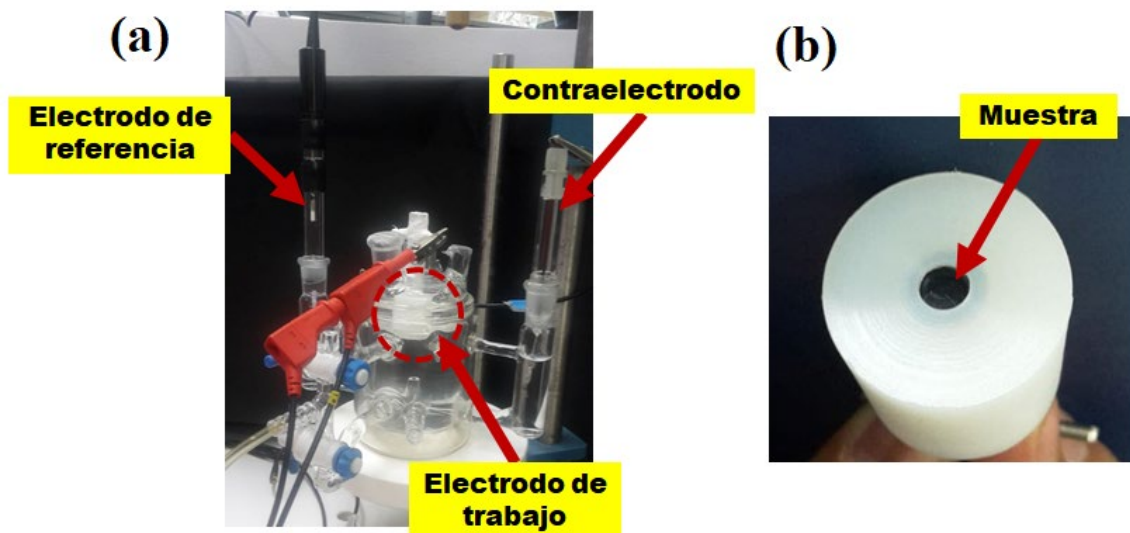 (a)
Electrodo de
referencia
Contraelectrodo
Electrodo de
trabajo
(b)
Muestra